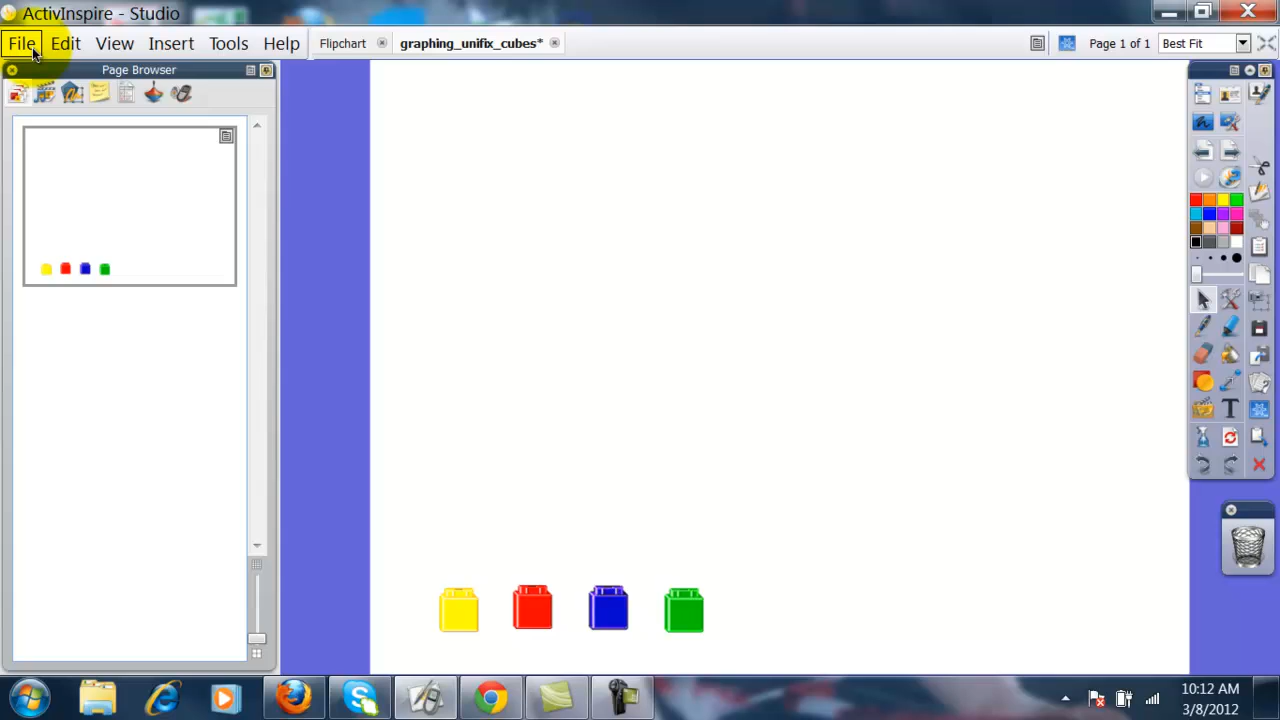 ActivInspire - Studio
File Edit View Insert Tools Help Flipchart graphing_unifix_cubes* Page 1 of 1 Best Fit
Page Browser
T
10:12 AM
3/8/2012